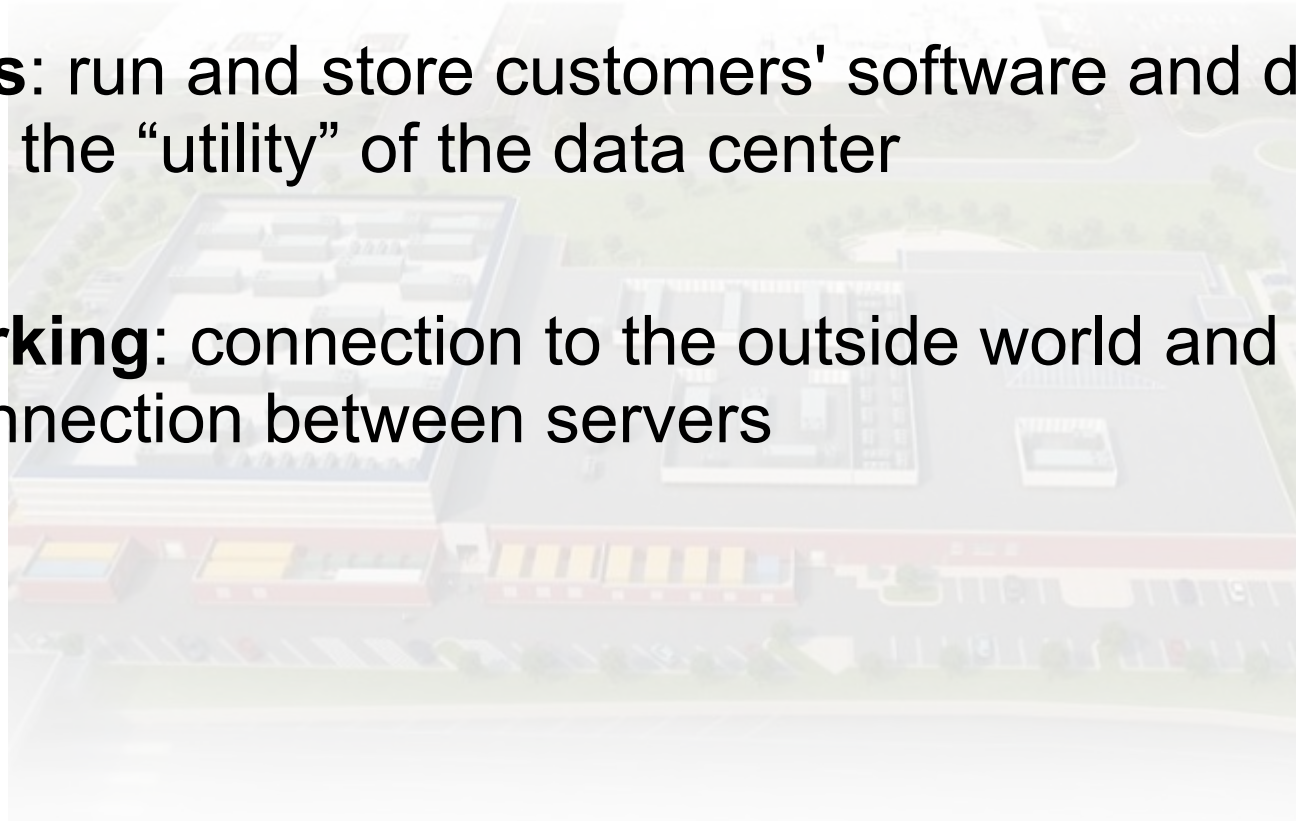 s: run and store customers' software and d
the “utility” of the data center
rking: connection to the outside world and
nnection between servers